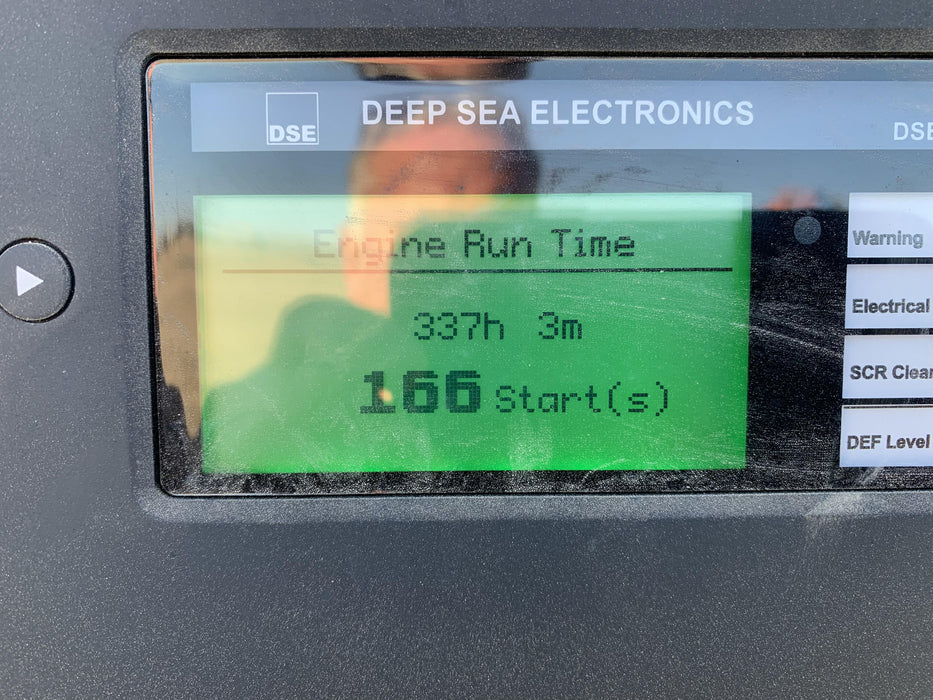 DSE
DEEP SEA ELECTRONICS
DSE
Engine Run Time
337h 3m
166 Start(s)
Warning
Electrical
SCR Clean
DEF Level